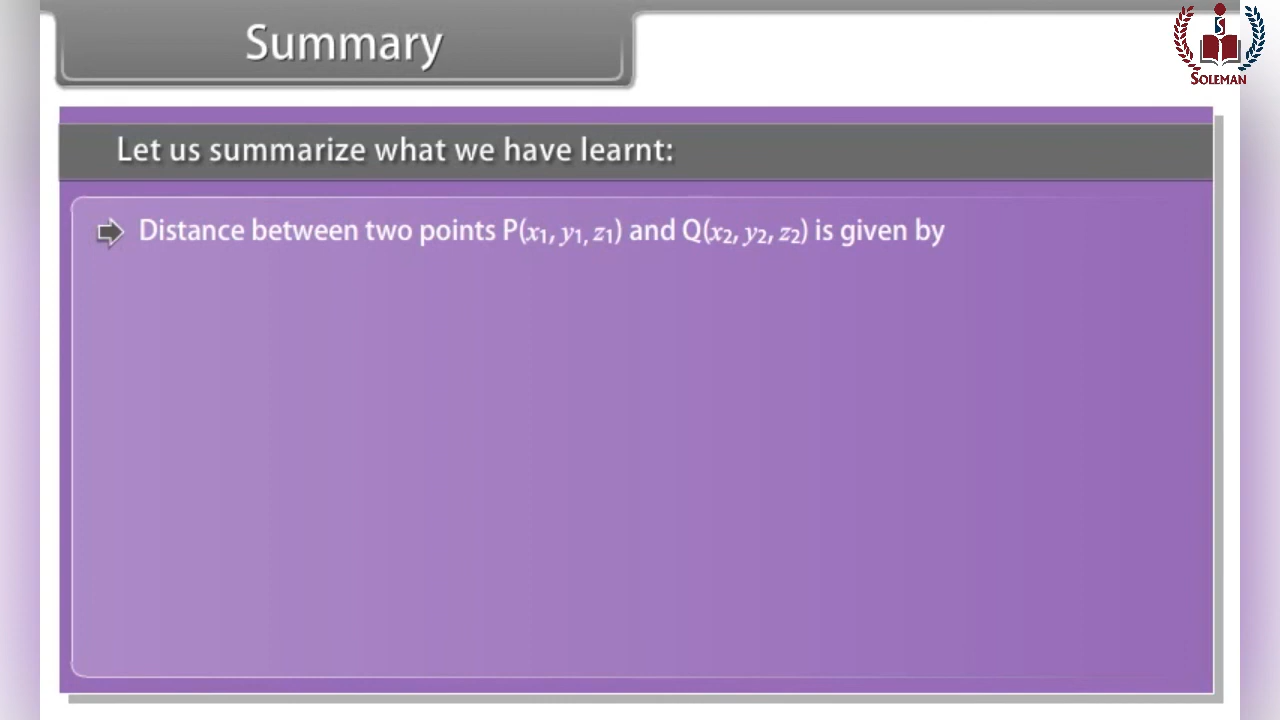 Summary
SOLEMAN
Let us summarize what we have learnt:
Distance between two points P(x₁, y₁, z₁) and Q(x₂, y₂, z₂) is given by